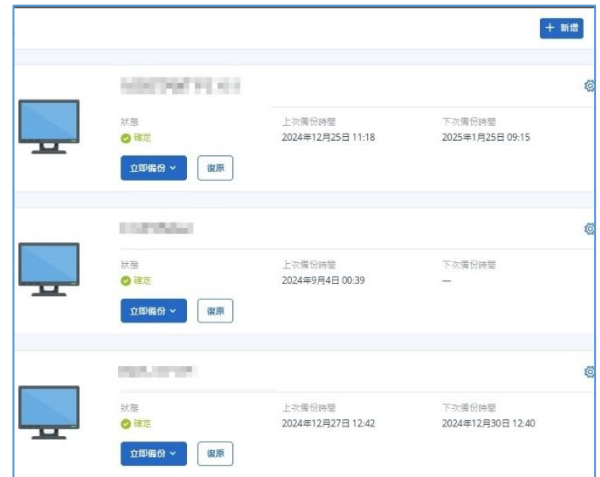 + 新增
狀態 上次備份時間 下次備份時間
確定 2024年12月25日 11:18 2025年1月25日 09:15
立即備份 復原
狀態 上次備份時間 下次備份時間
確定 2024年9月4日 00:39 —
立即備份 復原
狀態 上次備份時間 下次備份時間
確定 2024年12月27日 12:42 2024年12月30日 12:40
立即備份 復原